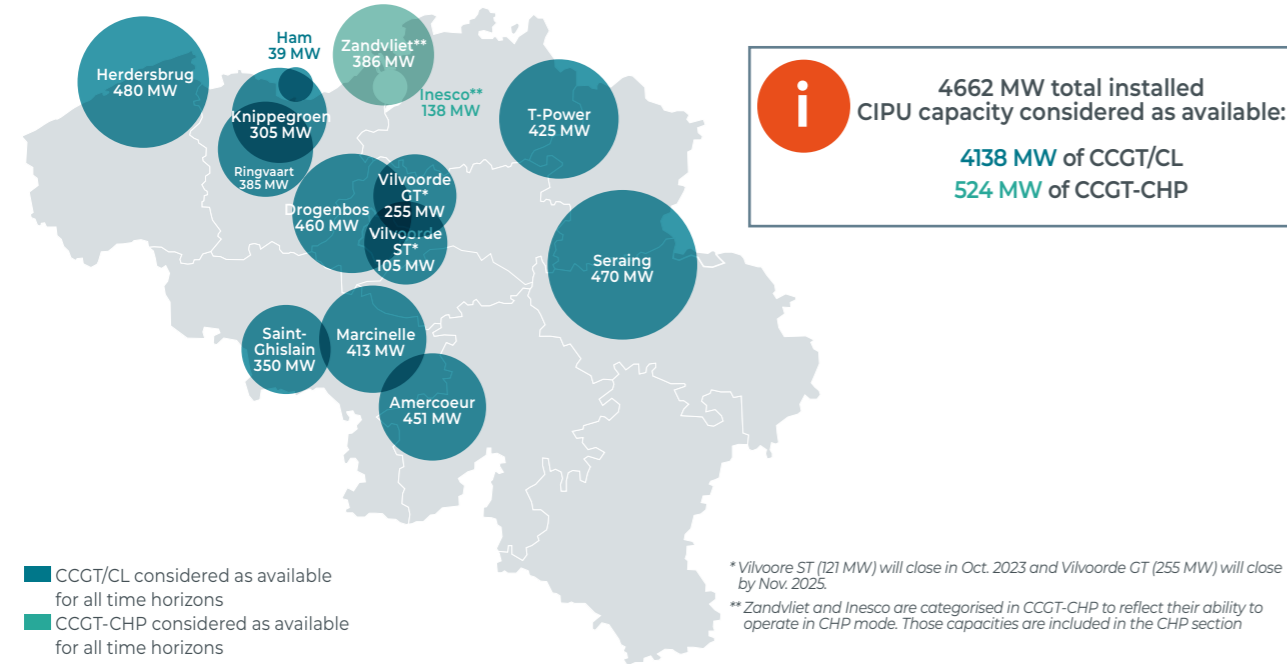 Ham
39 MW
Zandvliet**
386 MW
Herdersbrug
480 MW
Inesco**
138 MW
Knippegroen
305 MW
T-Power
425 MW
Ringvaart
385 MW
Vilvoorde
GT*
255 MW
Drogenbos
460 MW
Vilvoorde
ST*
105 MW
Seraing
470 MW
Saint-
Ghislain
350 MW
Marcinelle
413 MW
Amercoeur
451 MW
i
4662 MW total installed
CIPU capacity considered as available:
4138 MW of CCGT/CL
524 MW of CCGT-CHP
CCGT/CL considered as available
for all time horizons
CCGT-CHP considered as available
for all time horizons
* Vilvoore ST (121 MW) will close in Oct. 2023 and Vilvoorde GT (255 MW) will close
by Nov. 2025.
** Zandvliet and Inesco are categorised in CCGT-CHP to reflect their ability to
operate in CHP mode. Those capacities are included in the CHP section